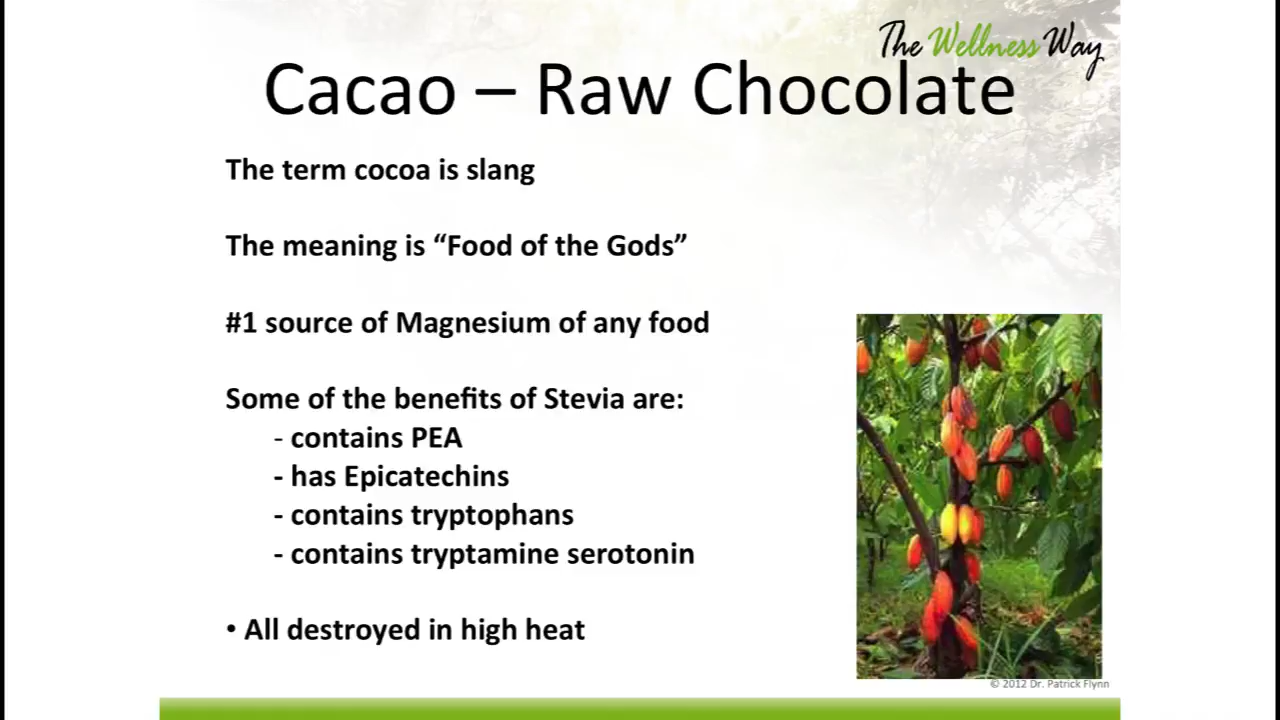 The Wellness Way
Cacao – Raw Chocolate
The term cocoa is slang
The meaning is “Food of the Gods”
#1 source of Magnesium of any food
Some of the benefits of Stevia are:
- contains PEA
- has Epicatechins
- contains tryptophans
- contains tryptamine serotonin
• All destroyed in high heat
© 2012 Dr. Patrick Flynn